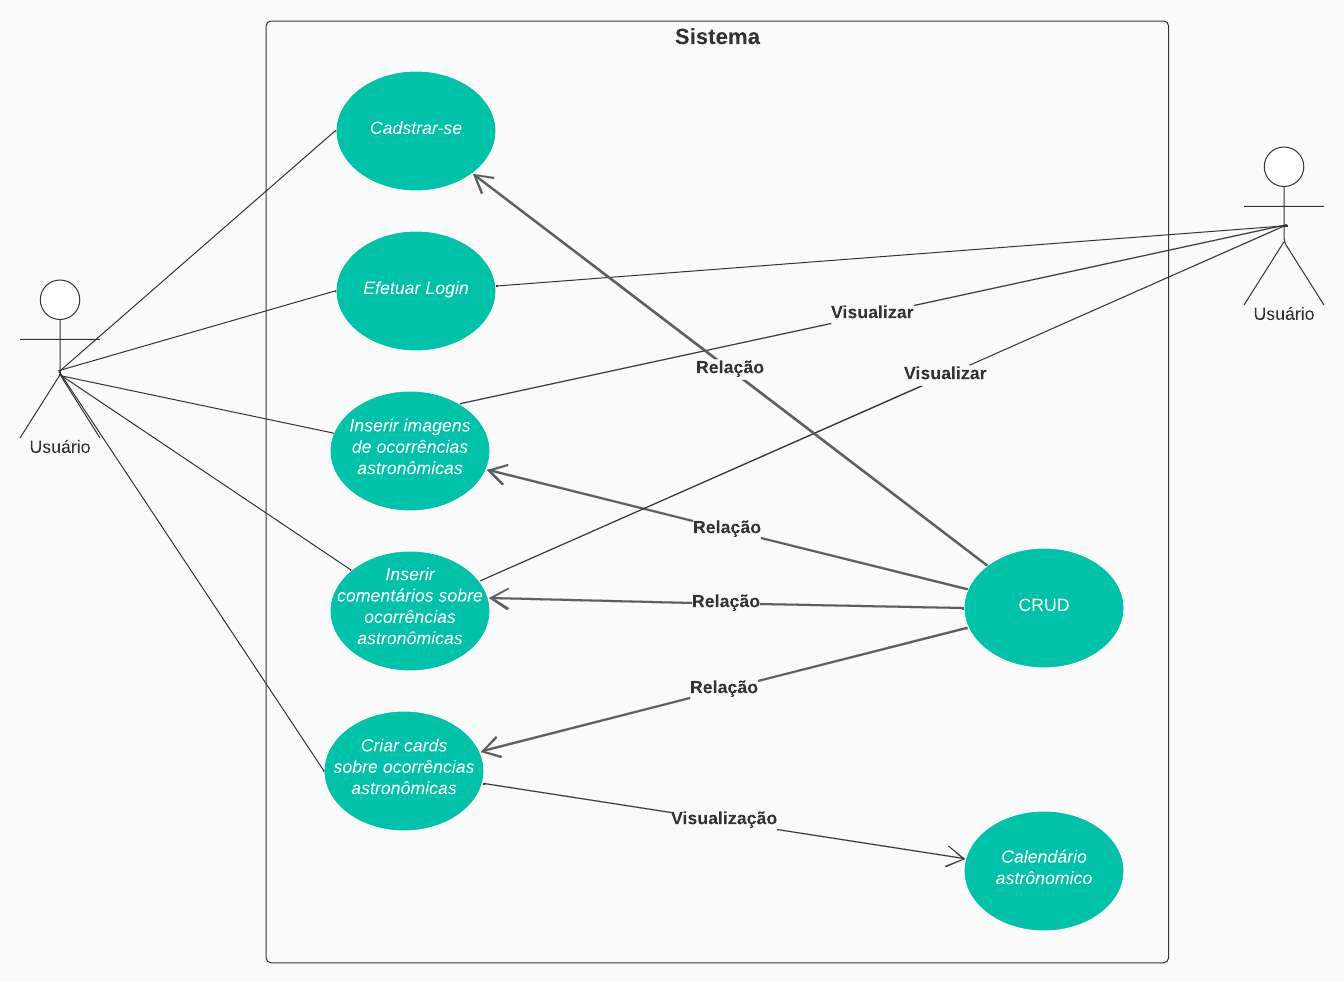 Sistema
Cadstrar-se
Efetuar Login
Visualizar
Usuário
Relação
Visualizar
Inserir imagens
de ocorrências
astronômicas
Usuário
Relação
Inserir
comentários sobre
ocorrências
astronômicas
Relação
CRUD
Relação
Criar cards
sobre ocorrências
astronômicas
Visualização
Calendário
astrônomico